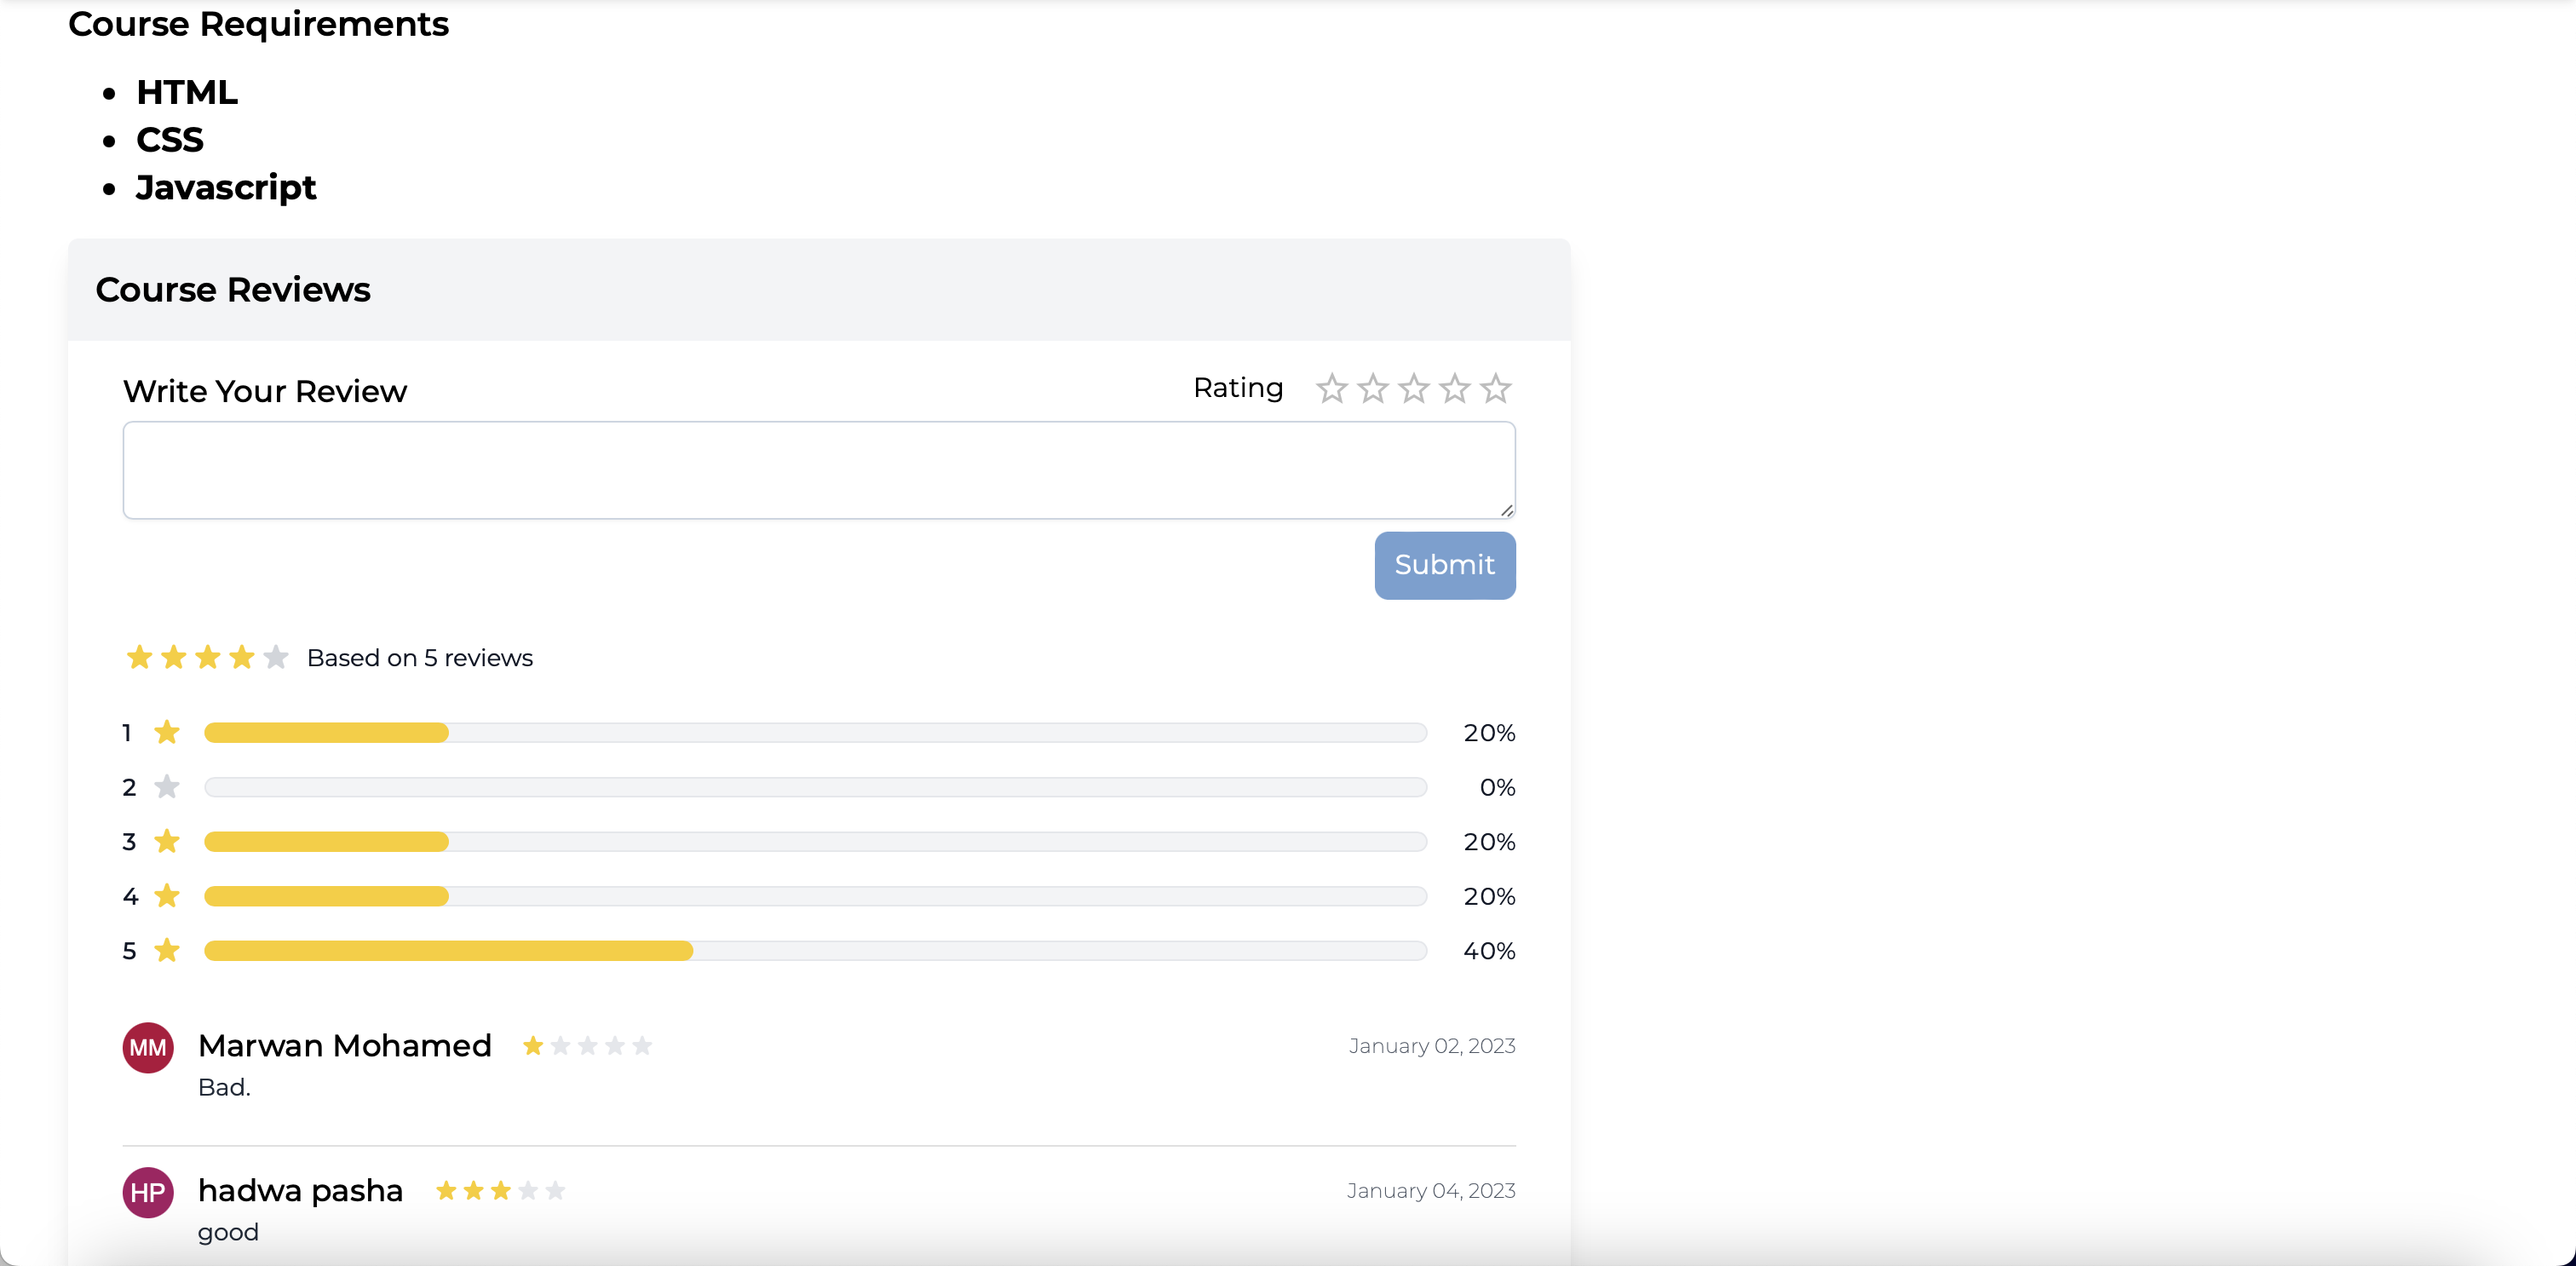 Course Requirements
HTML
CSS
Javascript
Course Reviews
Write Your Review
Rating
Submit
Based on 5 reviews
1 20%
2 0%
3 20%
4 20%
5 40%
MM Marwan Mohamed January 02, 2023
Bad.
HP hadwa pasha January 04, 2023
good